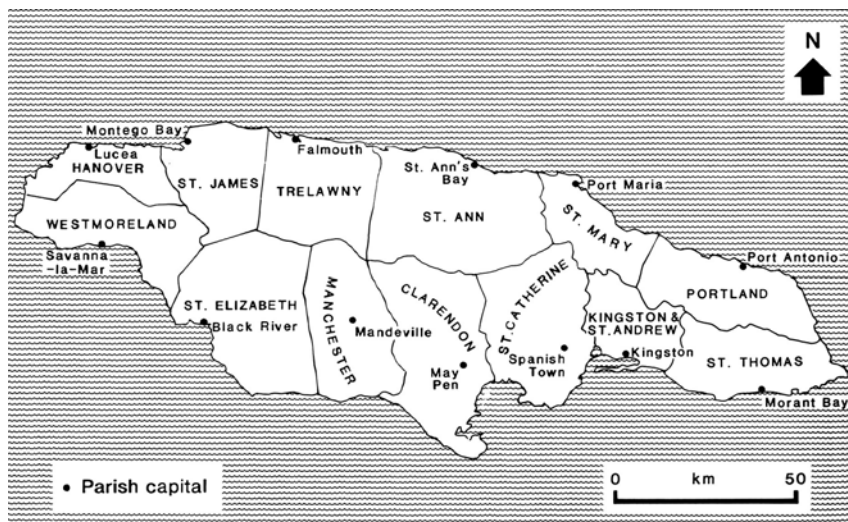 N
Montego Bay
Lucea
HANOVER
ST. JAMES
Falmouth
TRELAWNY
St. Ann's
Bay
ST. ANN
Port Maria
ST. MARY
WESTMORELAND
Savanna
-la-Mar
ST. ELIZABETH
Black River
MANCHESTER
Mandeville
CLARENDON
May
Pen
ST. CATHERINE
Spanish
Town
KINGSTON &
ST. ANDREW
Kingston
Port Antonio
PORTLAND
ST. THOMAS
Morant Bay
Parish capital
0 km 50